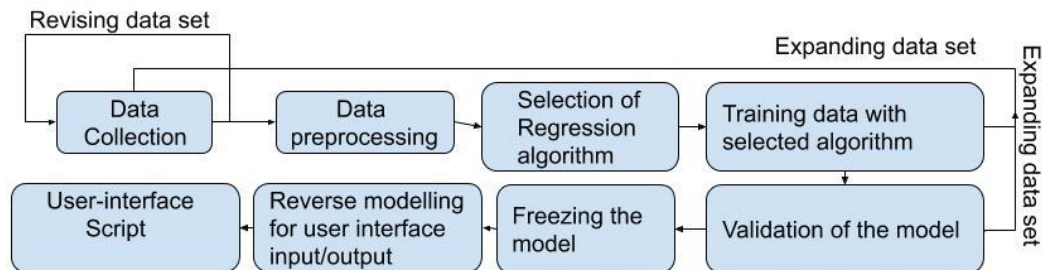 Revising data set
Expanding data set
Expanding data set
Data
Collection
Data
preprocessing
Selection of
Regression
algorithm
Training data with
selected algorithm
User-interface
Script
Reverse modelling
for user interface
input/output
Freezing the
model
Validation of the model